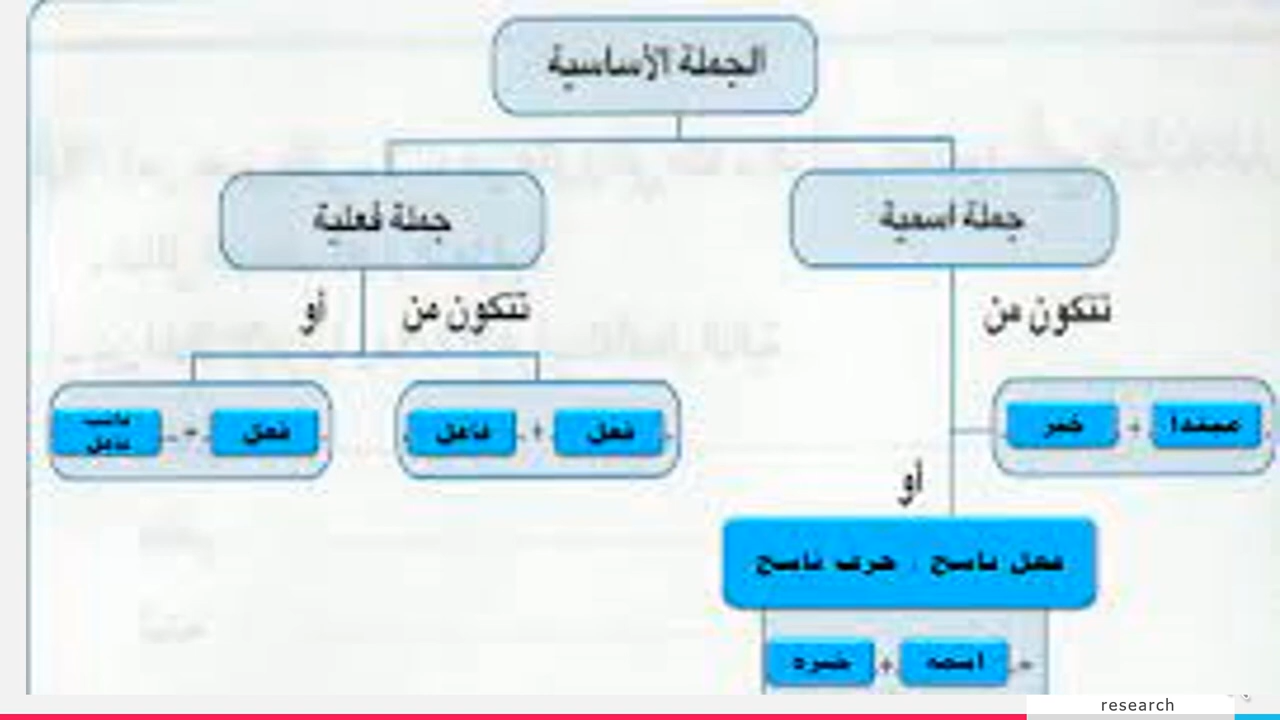 الجملة الأساسية
جملة اسمية
جملة فعلية
تتكون من
تتكون من
أو
مبتدا + خبر
فعل + فاعل
فعل + نائب فاعل
أو
فعل ناسخ / حرف ناسخ
+ اسمه + خبره
research